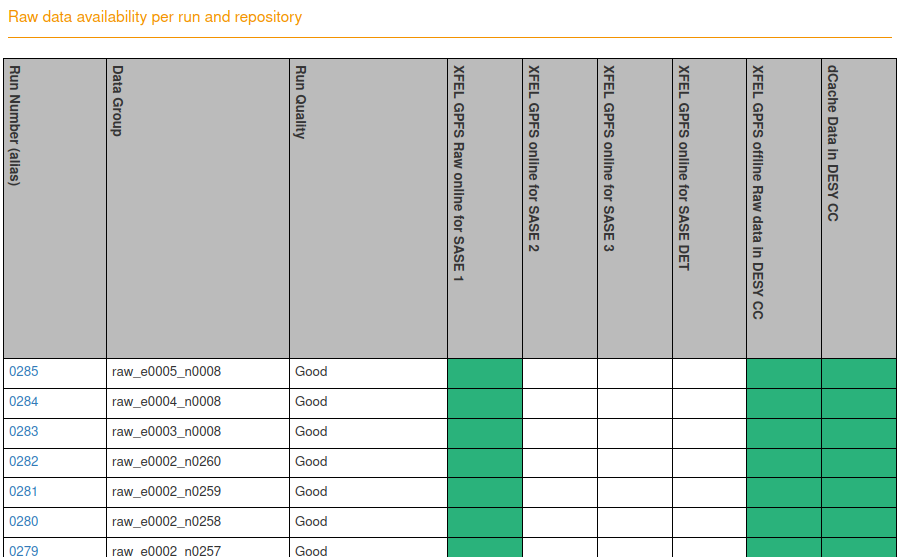 Raw data availability per run and repository
Run Number (alias)
Data Group
Run Quality
XFEL GPFS Raw online for SASE 1
XFEL GPFS online for SASE 2
XFEL GPFS online for SASE 3
XFEL GPFS online for SASE DET
XFEL GPFS offline Raw data in DESY CC
dCache Data in DESY CC
0285 raw_e0005_n0008 Good
0284 raw_e0004_n0008 Good
0283 raw_e0003_n0008 Good
0282 raw_e0002_n0260 Good
0281 raw_e0002_n0259 Good
0280 raw_e0002_n0258 Good
0279 raw_e0002_n0257 Good